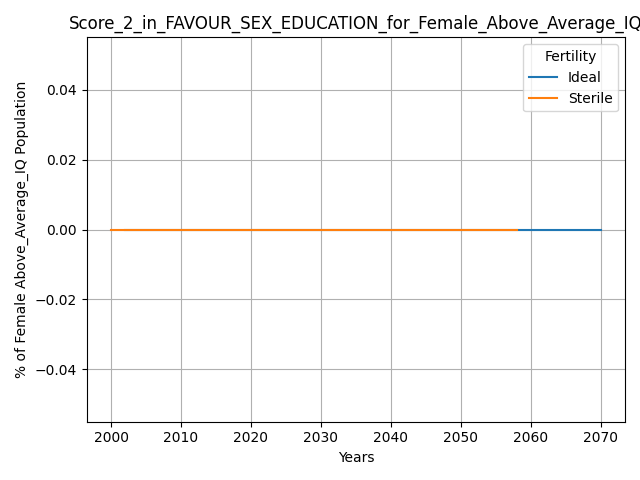 Score_2_in_FAVOUR_SEX_EDUCATION_for_Female_Above_Average_IQ
Fertility
Ideal
Sterile
% of Female Above_Average_IQ Population
0.04
0.02
0.00
−0.02
−0.04
2000 2010 2020 2030 2040 2050 2060 2070
Years